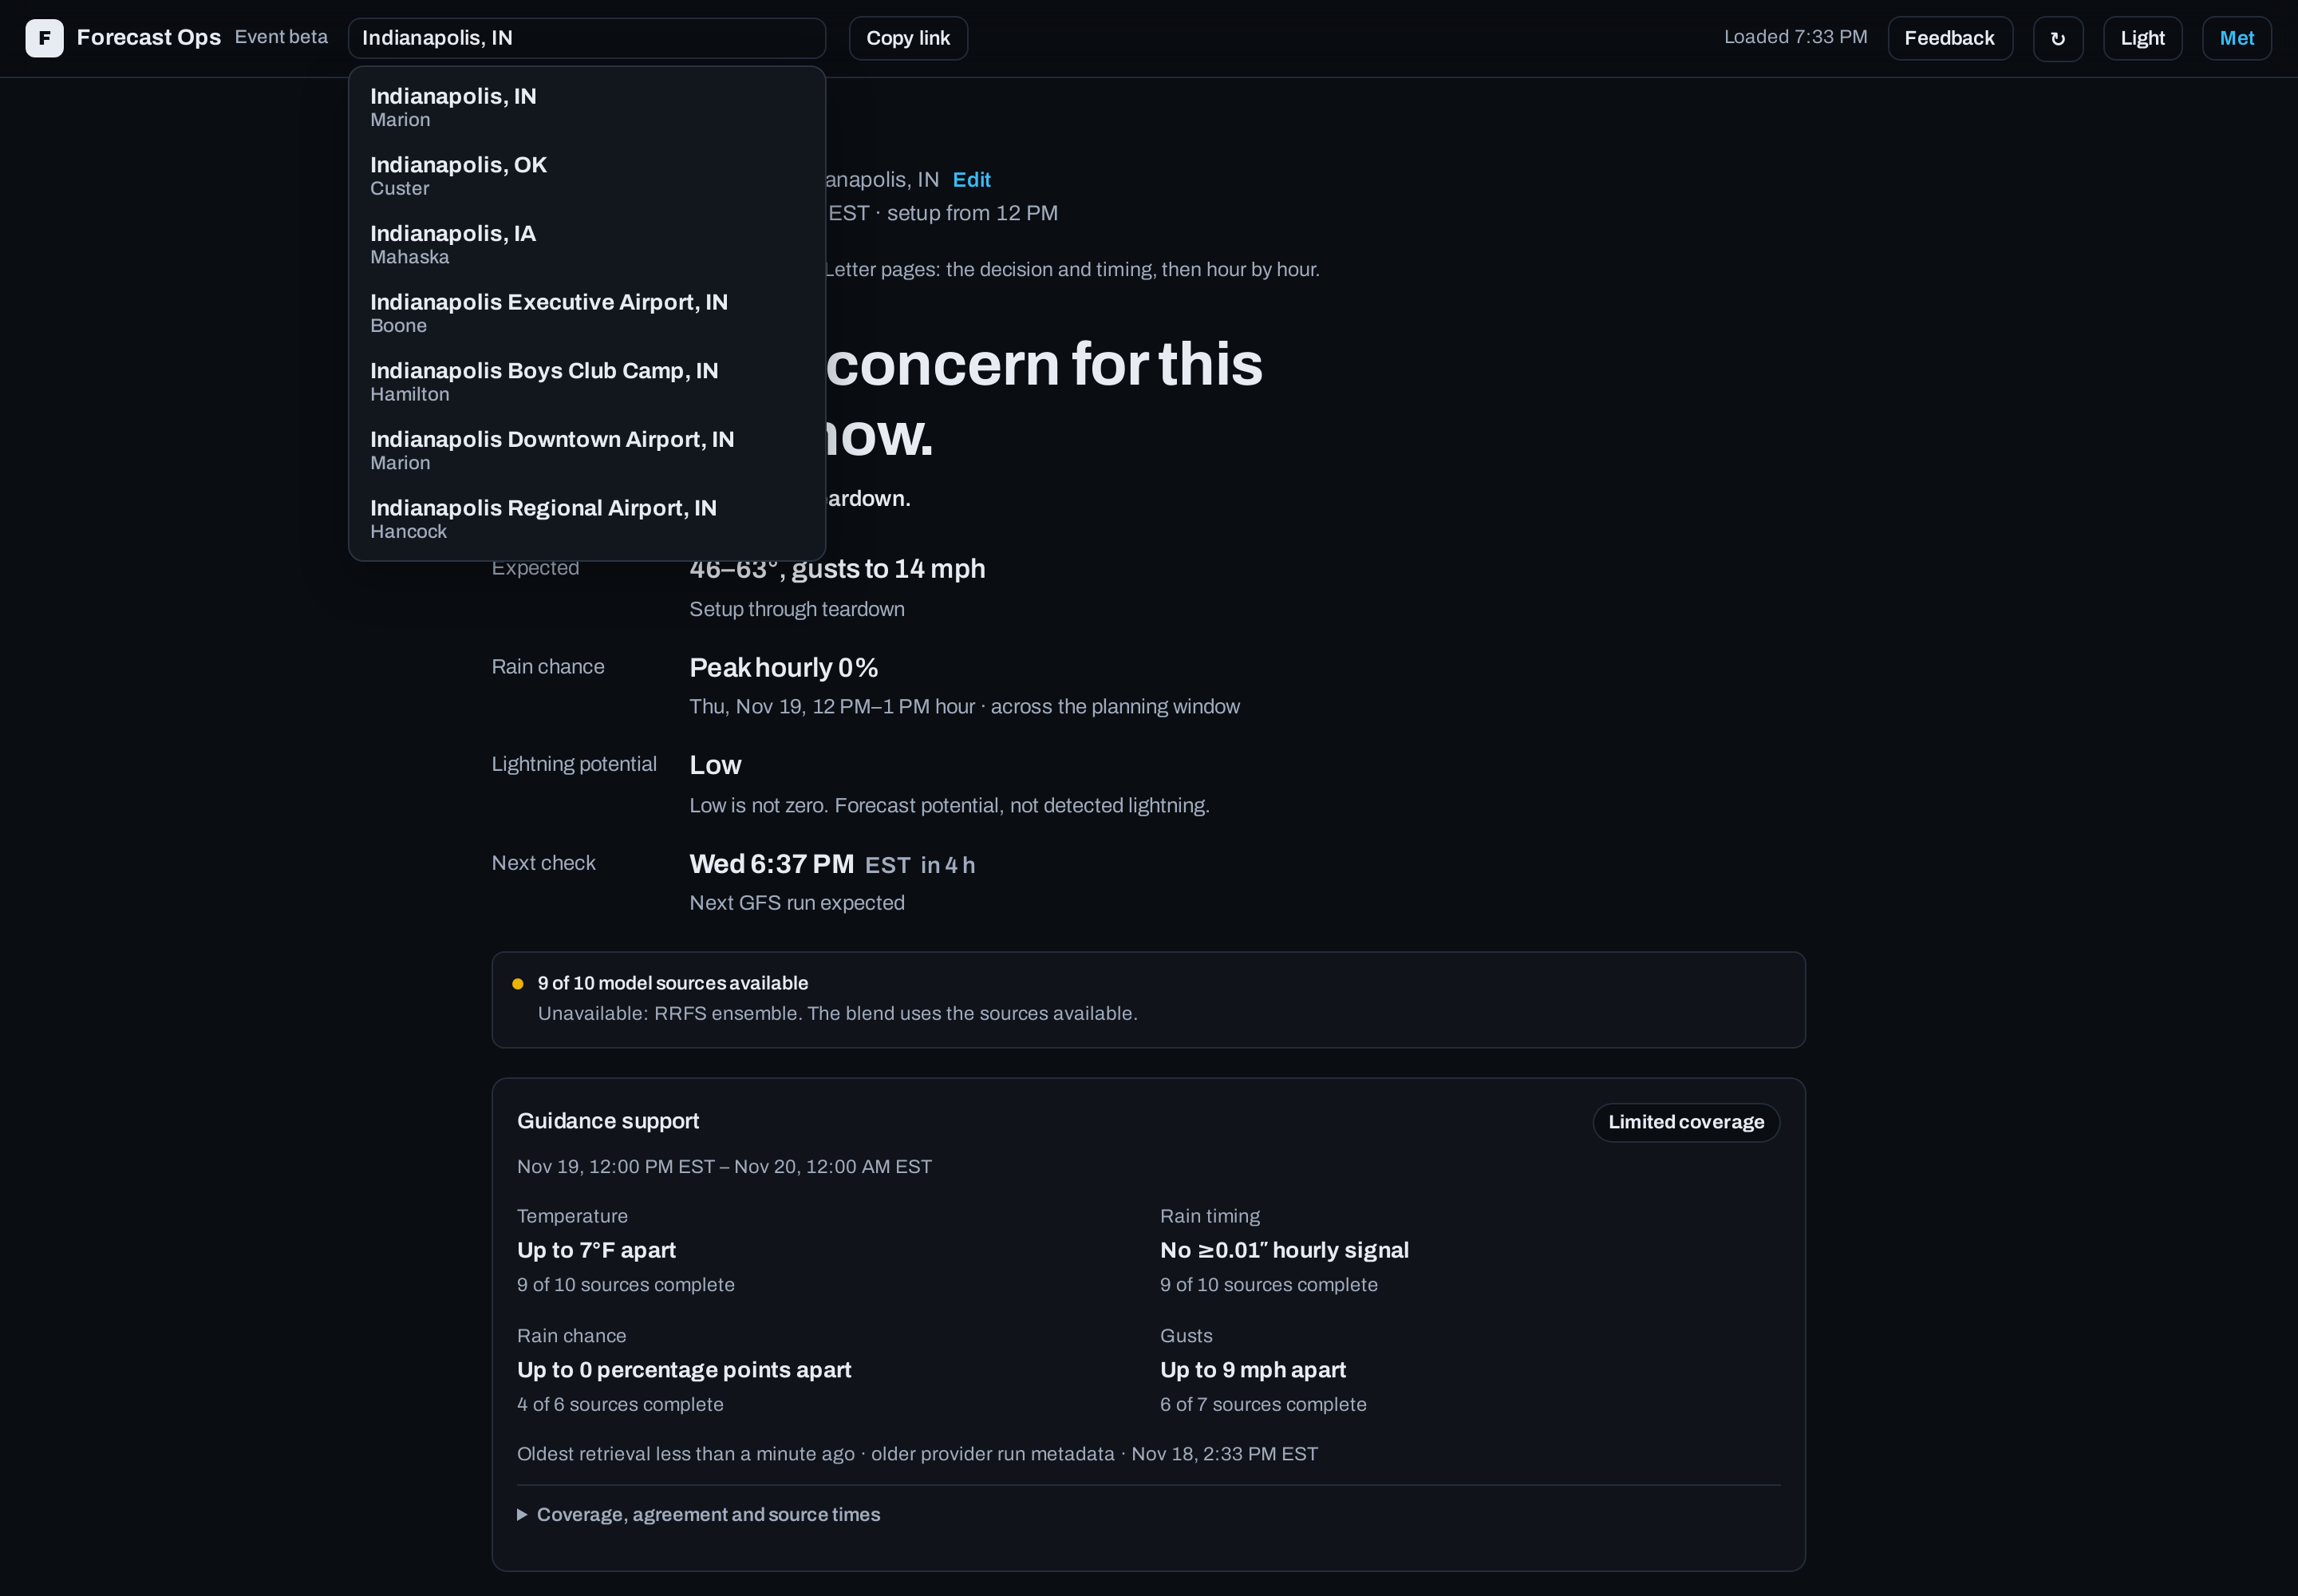 F Forecast Ops Event beta Indianapolis, IN Copy link Loaded 7:33 PM Feedback ↻ Light Met
Indianapolis, IN
Marion
Indianapolis, OK
Custer
Indianapolis, IA
Mahaska
Indianapolis Executive Airport, IN
Boone
Indianapolis Boys Club Camp, IN
Hamilton
Indianapolis Downtown Airport, IN
Marion
Indianapolis Regional Airport, IN
Hancock
anapolis, IN Edit
EST · setup from 12 PM
Letter pages: the decision and timing, then hour by hour.
concern for this
now.
ardown.
Expected
46–63°, gusts to 14 mph
Setup through teardown
Rain chance
Peak hourly 0%
Thu, Nov 19, 12 PM–1 PM hour · across the planning window
Lightning potential
Low
Low is not zero. Forecast potential, not detected lightning.
Next check
Wed 6:37 PM EST in 4 h
Next GFS run expected
9 of 10 model sources available
Unavailable: RRFS ensemble. The blend uses the sources available.
Guidance support
Limited coverage
Nov 19, 12:00 PM EST – Nov 20, 12:00 AM EST
Temperature
Up to 7°F apart
9 of 10 sources complete
Rain timing
No ≥0.01″ hourly signal
9 of 10 sources complete
Rain chance
Up to 0 percentage points apart
4 of 6 sources complete
Gusts
Up to 9 mph apart
6 of 7 sources complete
Oldest retrieval less than a minute ago · older provider run metadata · Nov 18, 2:33 PM EST
▶ Coverage, agreement and source times